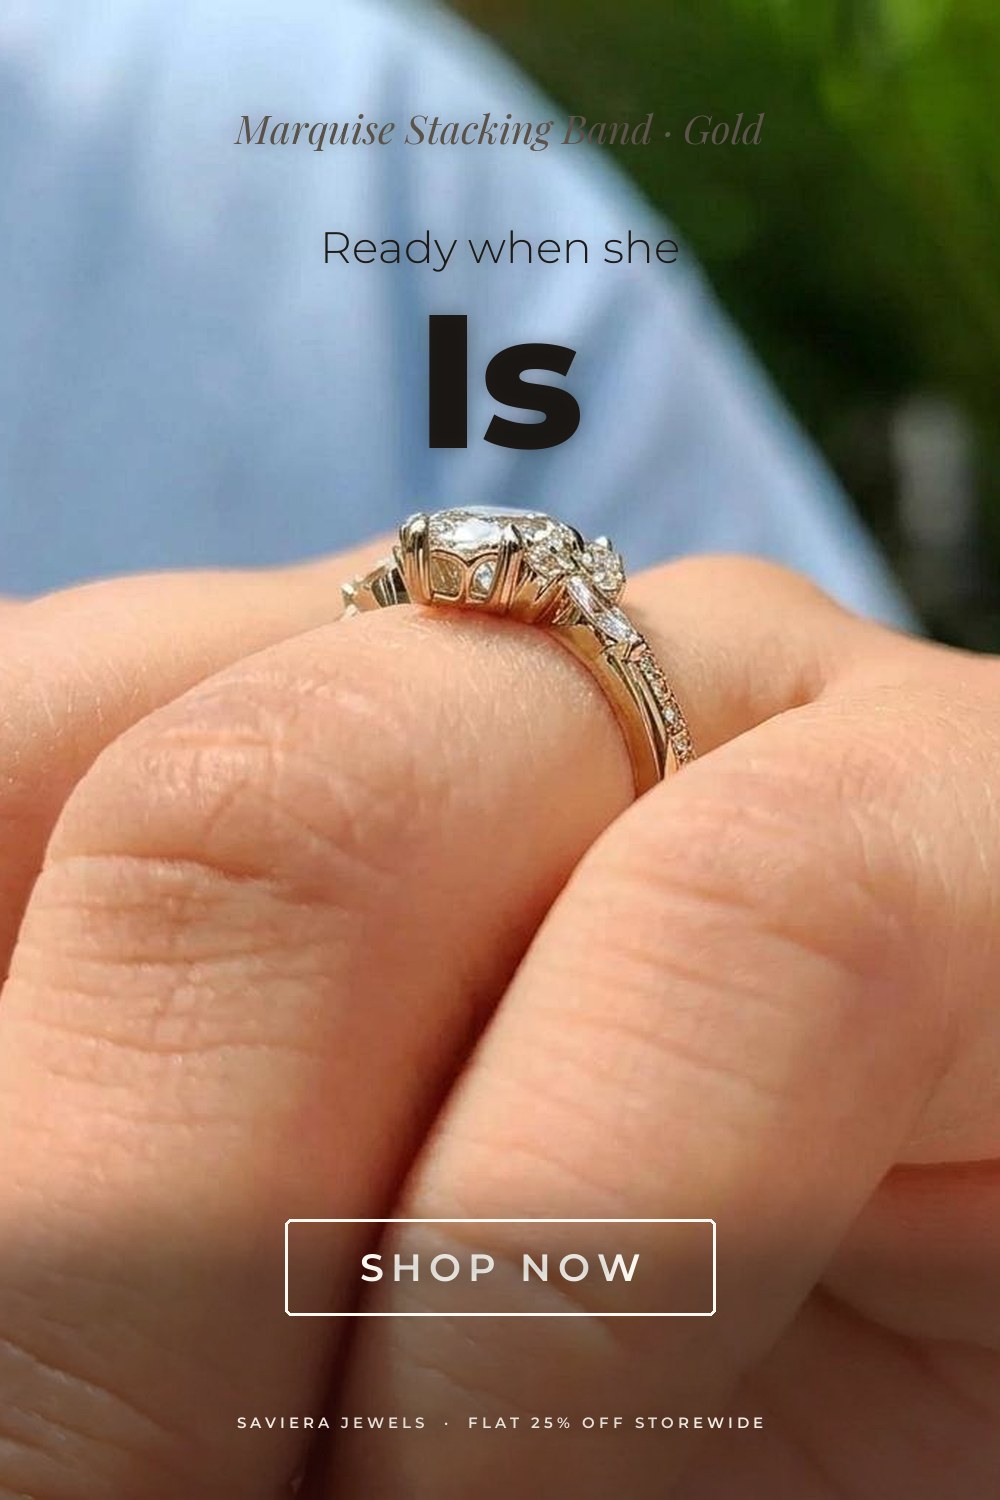 Marquise Stacking Band · Gold
Ready when she
Is
SHOP NOW
SAVIERA JEWELS · FLAT 25% OFF STOREWIDE